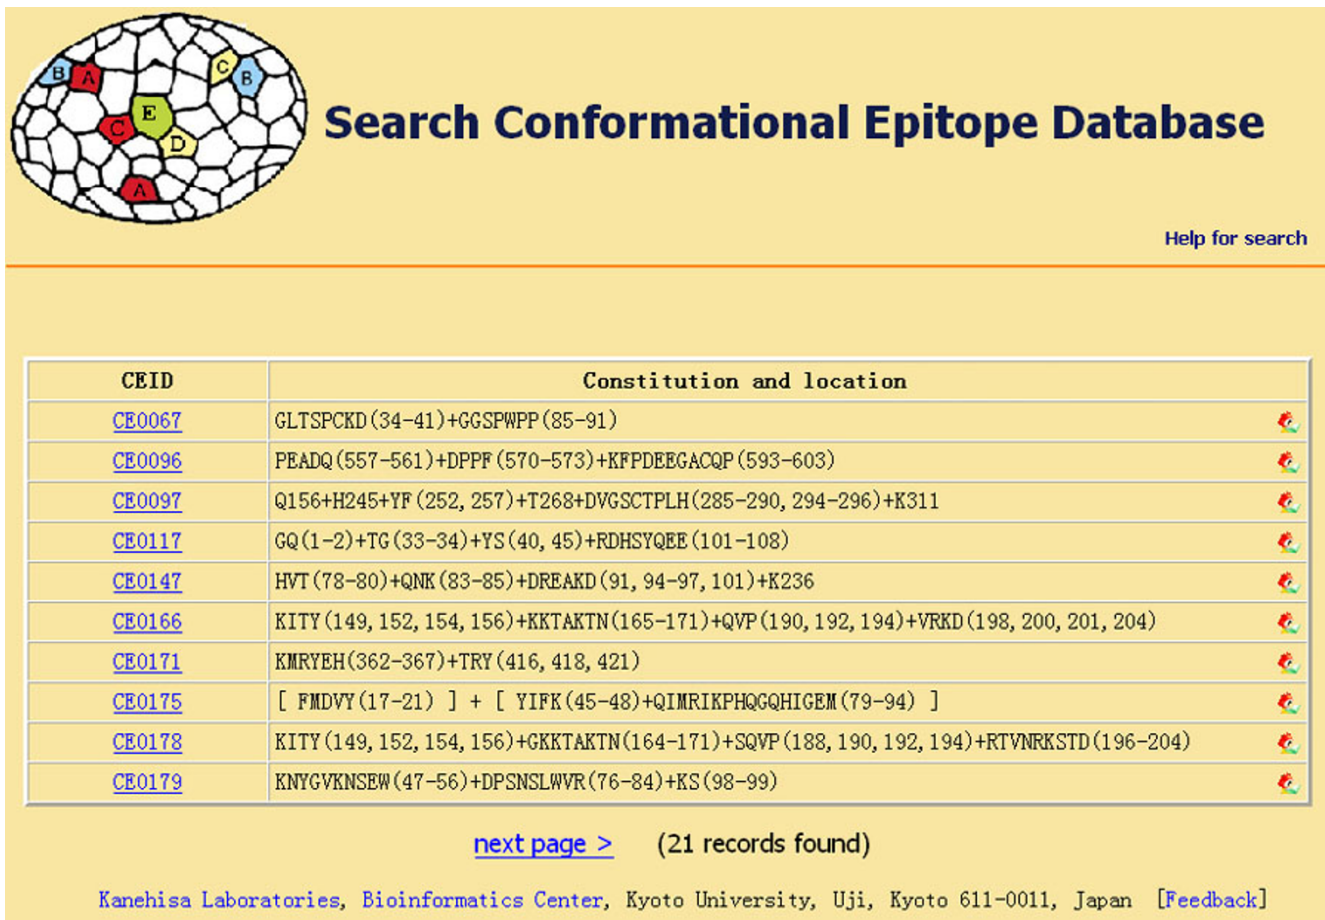 B A C B
E
C D
A
Search Conformational Epitope Database
Help for search
CEID Constitution and location
CE0067 GLTSPCKD(34-41)+GGSPWPP(85-91)
CE0096 PEADQ(557-561)+DPPF(570-573)+KFPDEEGACQP(593-603)
CE0097 Q156+H245+YF(252,257)+T268+DVGSCTPLH(285-290,294-296)+K311
CE0117 GQ(1-2)+TG(33-34)+YS(40,45)+RDHSYQEE(101-108)
CE0147 HVT(78-80)+QNK(83-85)+DREAKD(91,94-97,101)+K236
CE0166 KITY(149,152,154,156)+KKTAKTN(165-171)+QVP(190,192,194)+VRKD(198,200,201,204)
CE0171 KMRYEH(362-367)+TRY(416,418,421)
CE0175 [ FMDVY(17-21) ] + [ YIFK(45-48)+QIMRIKPHQGQHIGEM(79-94) ]
CE0178 KITY(149,152,154,156)+GKKTAKTN(164-171)+SQVP(188,190,192,194)+RTVNRKSTD(196-204)
CE0179 KNYGVKNSEW(47-56)+DPSNSLWVR(76-84)+KS(98-99)
next page > (21 records found)
Kanehisa Laboratories, Bioinformatics Center, Kyoto University, Uji, Kyoto 611-0011, Japan [Feedback]